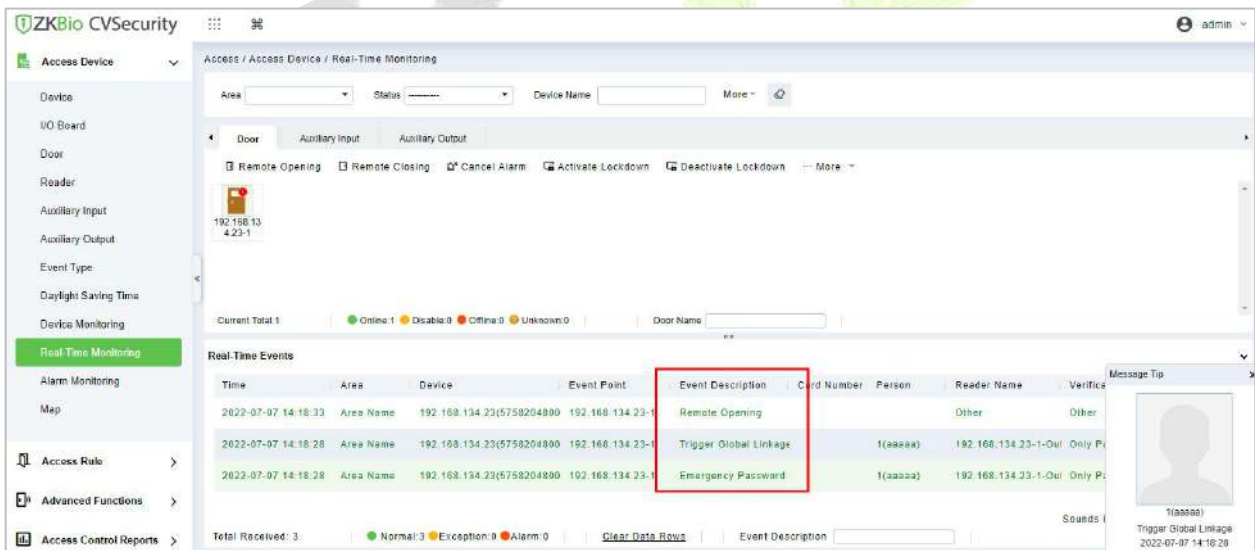 ZKBio CVSecurity
admin
Access Device
Device
I/O Board
Door
Reader
Auxiliary Input
Auxiliary Output
Event Type
Daylight Saving Time
Device Monitoring
Real-Time Monitoring
Alarm Monitoring
Map
Access Rule
Advanced Functions
Access Control Reports
Access / Access Device / Real-Time Monitoring
Area Status ---------- Device Name More
Door Auxiliary Input Auxiliary Output
Remote Opening Remote Closing Cancel Alarm Activate Lockdown Deactivate Lockdown ··· More
192.168.13
4.23-1
Current Total:1 Online:1 Disable:0 Offline:0 Unknown:0 Door Name
Real-Time Events
Time Area Device Event Point Event Description Card Number Person Reader Name Verifica
2022-07-07 14:18:33 Area Name 192.168.134.23(5758204800 192.168.134.23-1 Remote Opening Other Other
2022-07-07 14:18:28 Area Name 192.168.134.23(5758204800 192.168.134.23-1 Trigger Global Linkage 1(aaaaa) 192.168.134.23-1-Out Only Pa
2022-07-07 14:18:28 Area Name 192.168.134.23(5758204800 192.168.134.23-1 Emergency Password 1(aaaaa) 192.168.134.23-1-Out Only Pa
Sounds
Total Received: 3 Normal:3 Exception:0 Alarm:0 Clear Data Rows Event Description
Message Tip x
1(aaaaa)
Trigger Global Linkage
2022-07-07 14:18:28